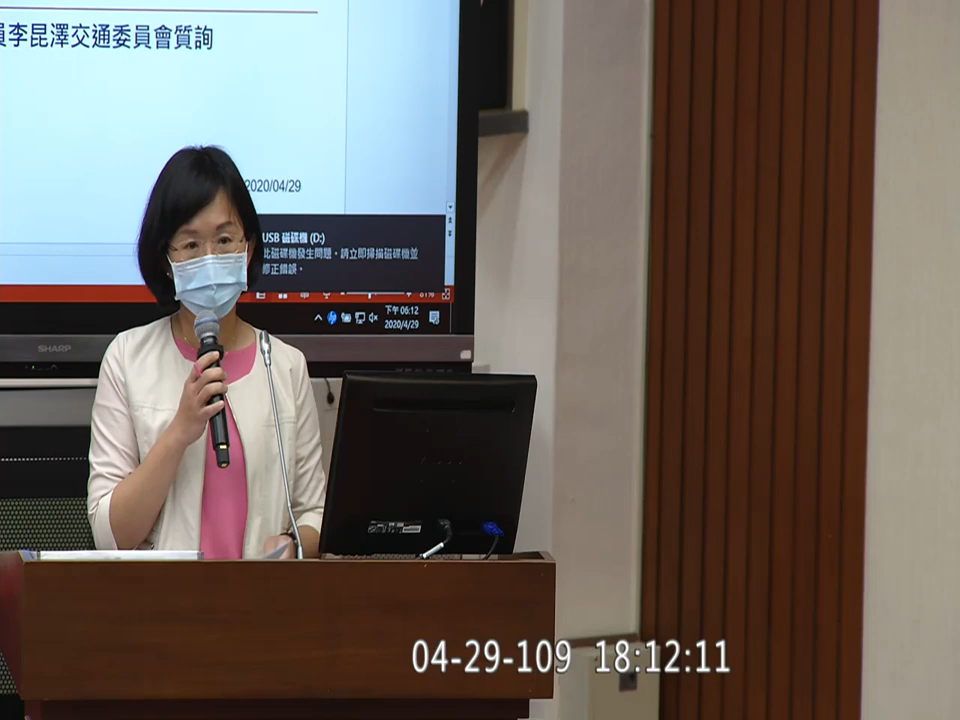 員李昆澤交通委員會質詢
2020/04/29
USB 磁碟機 (D:)
此磁碟機發生問題。請立即掃描磁碟機並
修正錯誤。
81%
下午 06:12
2020/4/29
SHARP
04-29-109 18:12:11